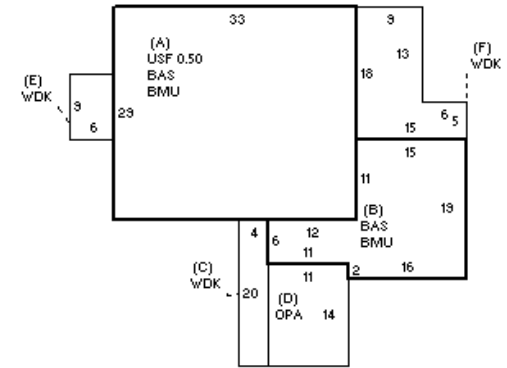 33
9
(A)
USF 0.50
BAS
BMU
13
(F)
WDK
18
(E)
WDK
9
6
29
6
5
15
15
11
19
(B)
BAS
BMU
4
6
12
11
16
2
(C)
WDK
11
20
(D)
OPA
14